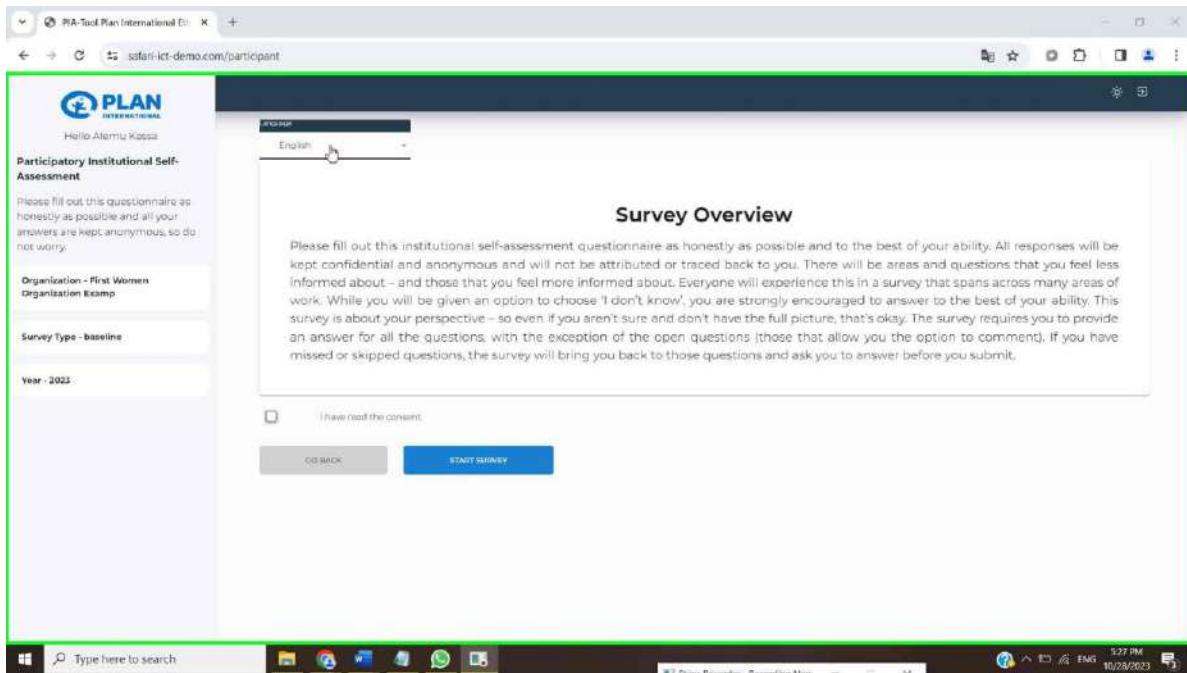 PIA-Tool Plan International Et
safari-ict-demo.com/participant
PLAN
INTERNATIONAL
Hello Alemu Kassa
Participatory Institutional Self-
Assessment
Please fill out this questionnaire as
honestly as possible and all your
answers are kept anonymous, so do
not worry.
Organization - First Women
Organization Examp
Survey Type - baseline
Year - 2023
Language
English
Survey Overview
Please fill out this institutional self-assessment questionnaire as honestly as possible and to the best of your ability. All responses will be
kept confidential and anonymous and will not be attributed or traced back to you. There will be areas and questions that you feel less
informed about – and those that you feel more informed about. Everyone will experience this in a survey that spans across many areas of
work. While you will be given an option to choose 'I don't know', you are strongly encouraged to answer to the best of your ability. This
survey is about your perspective – so even if you aren't sure and don't have the full picture, that's okay. The survey requires you to provide
an answer for all the questions, with the exception of the open questions (those that allow you the option to comment). If you have
missed or skipped questions, the survey will bring you back to those questions and ask you to answer before you submit.
I have read the consent
GO BACK
START SURVEY
Type here to search
ENG
5:27 PM
10/28/2023